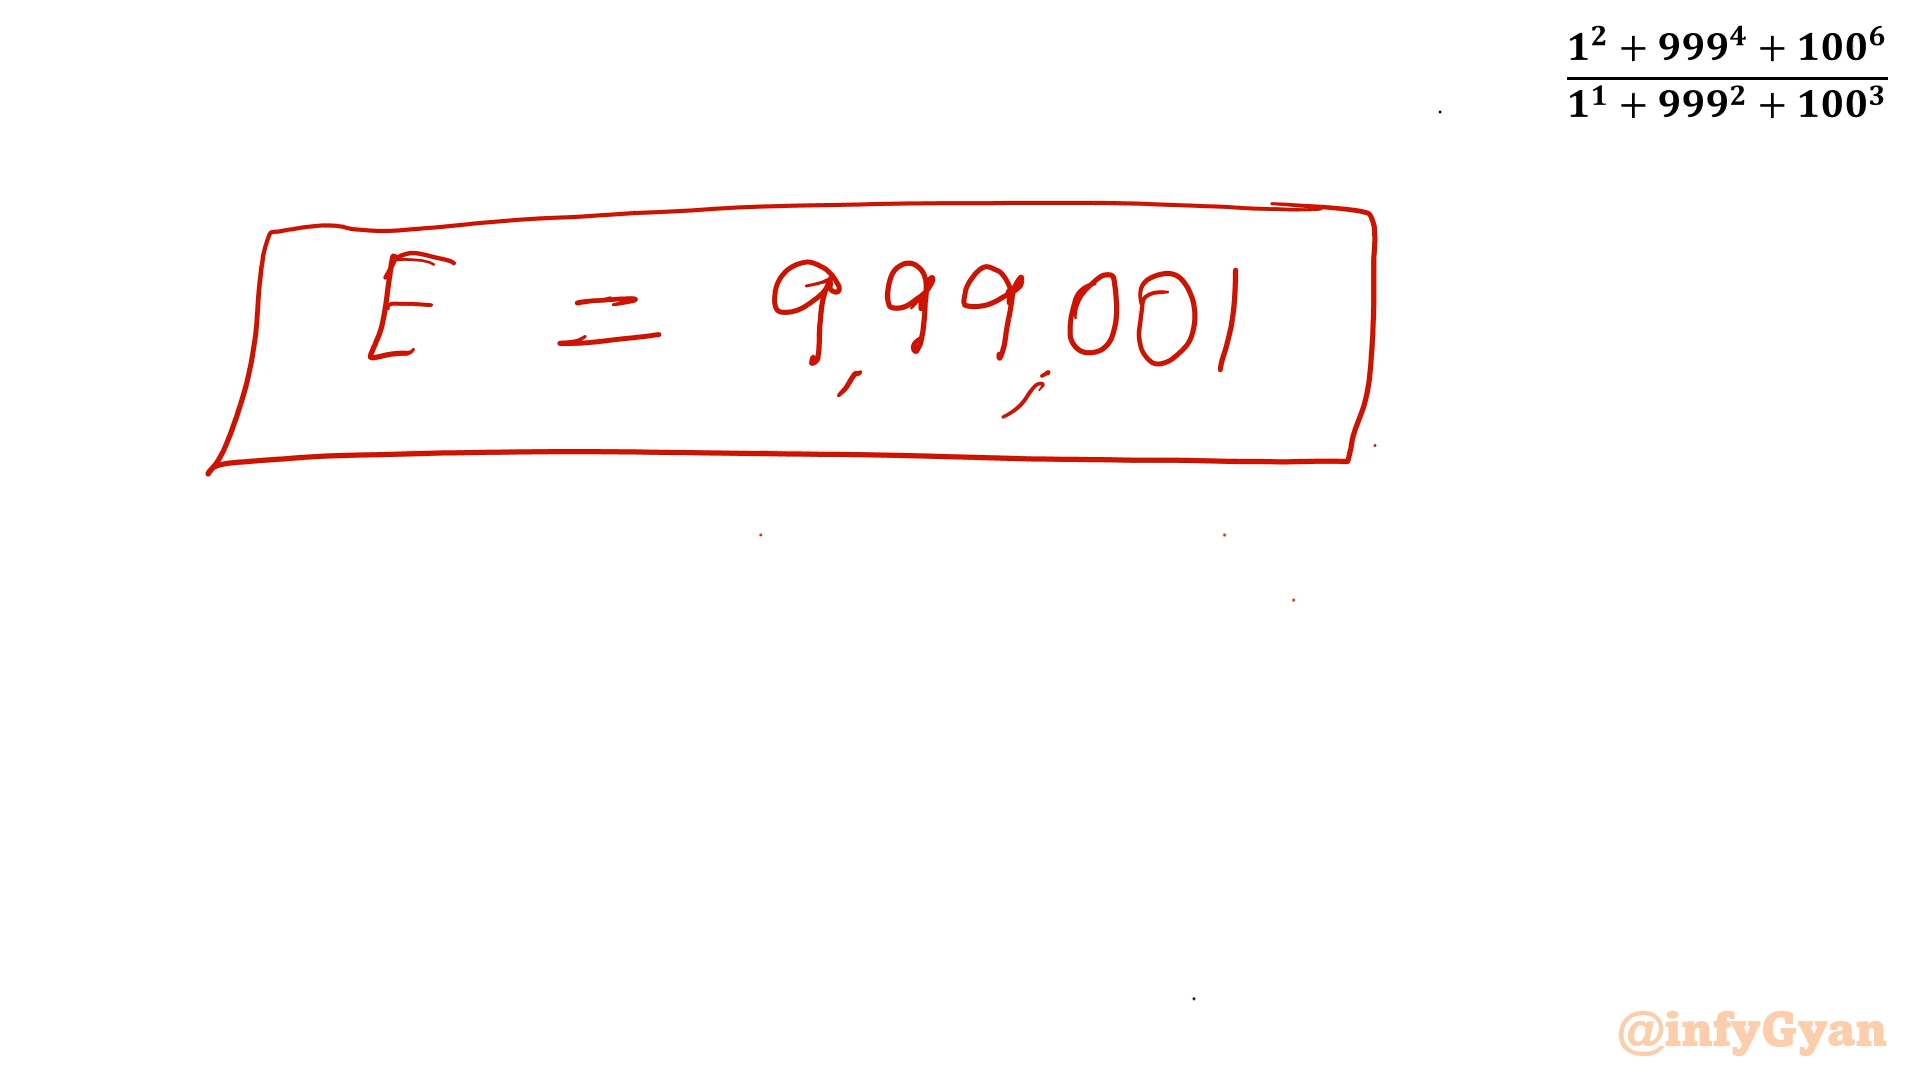 1² + 999⁴ + 100⁶
1¹ + 999² + 100³
E = 9,99,001
@infyGyan